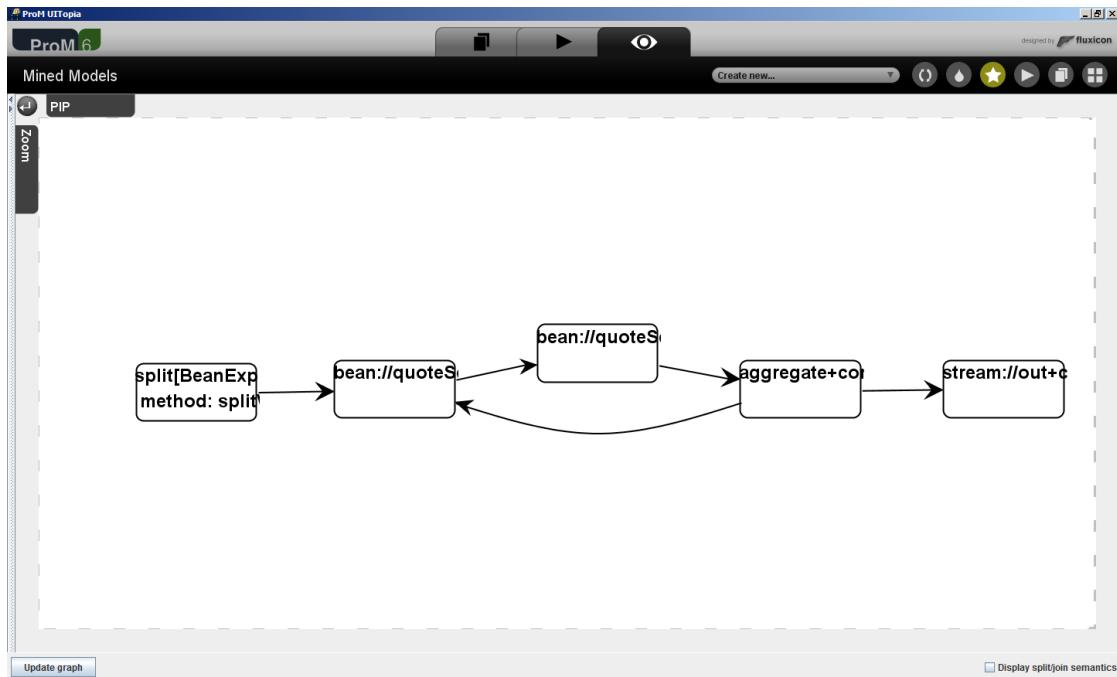 ProM UITopia
ProM 6
designed by fluxicon
Mined Models
Create new...
PIP
Zoom
bean://quoteS
split[BeanExp
method: split
bean://quoteS
aggregate+co
stream://out+c
Update graph
Display split/join semantics